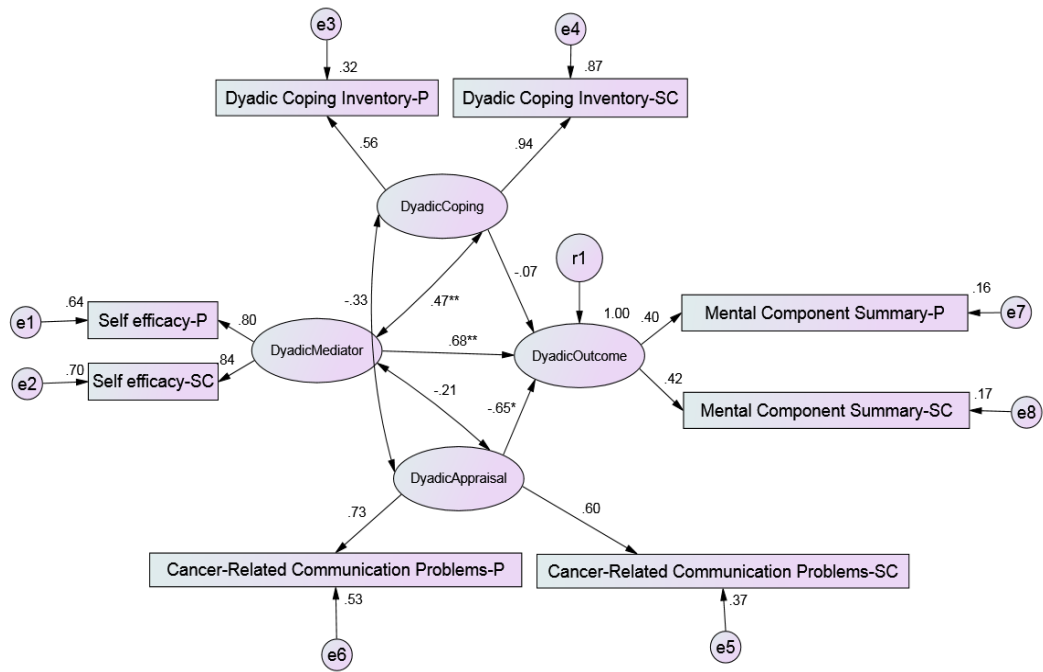 e3
e4
.32
.87
Dyadic Coping Inventory-P
Dyadic Coping Inventory-SC
.56
.94
DyadicCoping
r1
-.07
-.33
.47**
.64
.16
e1
Self efficacy-P
.80
1.00
.40
Mental Component Summary-P
e7
DyadicMediator
.68**
DyadicOutcome
.70
.84
e2
Self efficacy-SC
-.21
.42
.17
-.65*
Mental Component Summary-SC
e8
DyadicAppraisal
.73
.60
Cancer-Related Communication Problems-P
Cancer-Related Communication Problems-SC
.53
.37
e6
e5